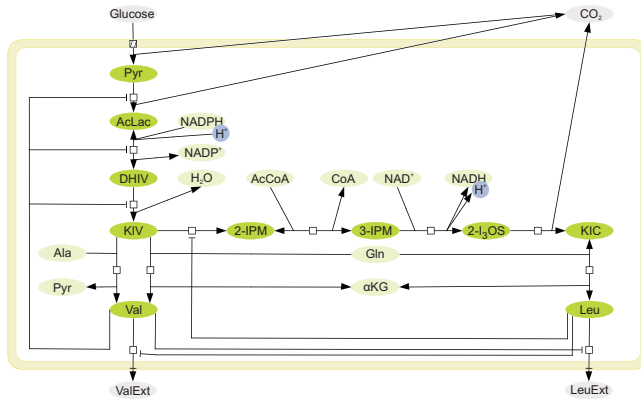 Glucose
CO₂
Pyr
AcLac
NADPH
H⁺
NADP⁺
DHIV
H₂O
AcCoA
CoA
NAD⁺
NADH
H⁺
KIV
2-IPM
3-IPM
2-I₃OS
KIC
Ala
Gln
Pyr
αKG
Val
Leu
ValExt
LeuExt